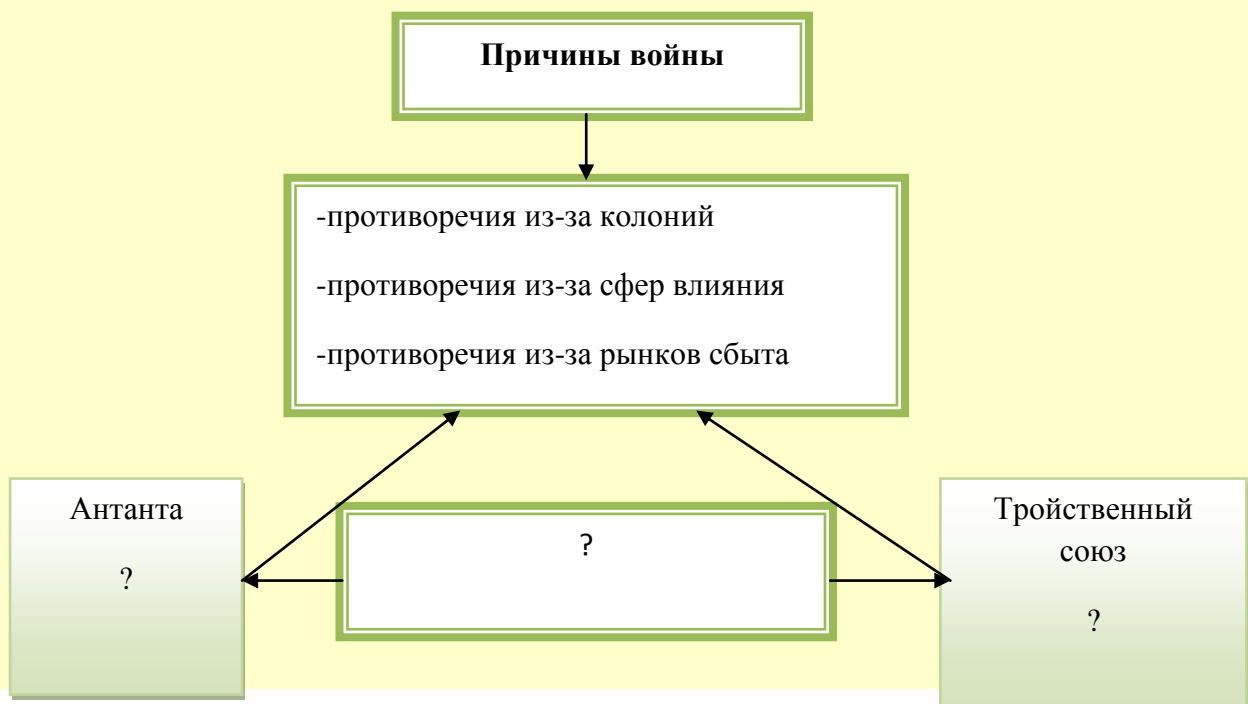 Причины войны
-противоречия из-за колоний
-противоречия из-за сфер влияния
-противоречия из-за рынков сбыта
Антанта
?
?
Тройственный
союз
?